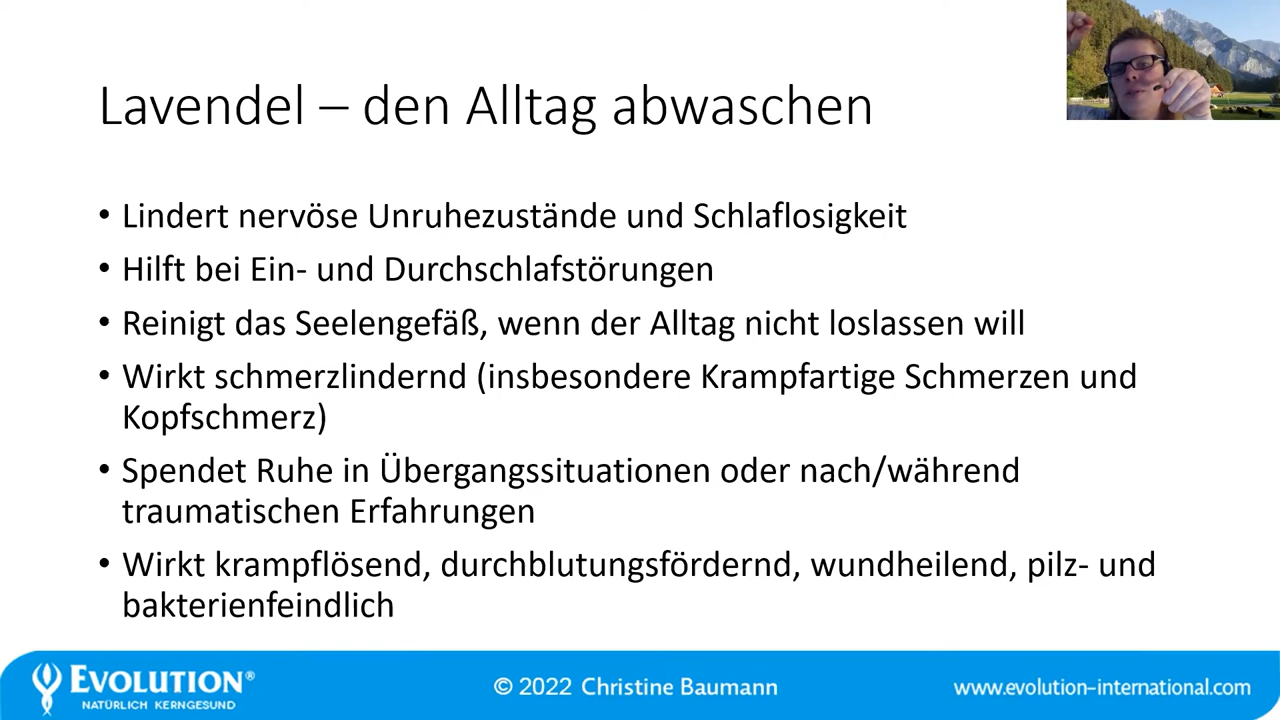 Lavendel – den Alltag abwaschen
• Lindert nervöse Unruhezustände und Schlaflosigkeit
• Hilft bei Ein- und Durchschlafstörungen
• Reinigt das Seelengefäß, wenn der Alltag nicht loslassen will
• Wirkt schmerzlindernd (insbesondere Krampfartige Schmerzen und
Kopfschmerz)
• Spendet Ruhe in Übergangssituationen oder nach/während
traumatischen Erfahrungen
• Wirkt krampflösend, durchblutungsfördernd, wundheilend, pilz- und
bakterienfeindlich
EVOLUTION®
NATÜRLICH KERNGESUND
© 2022 Christine Baumann
www.evolution-international.com